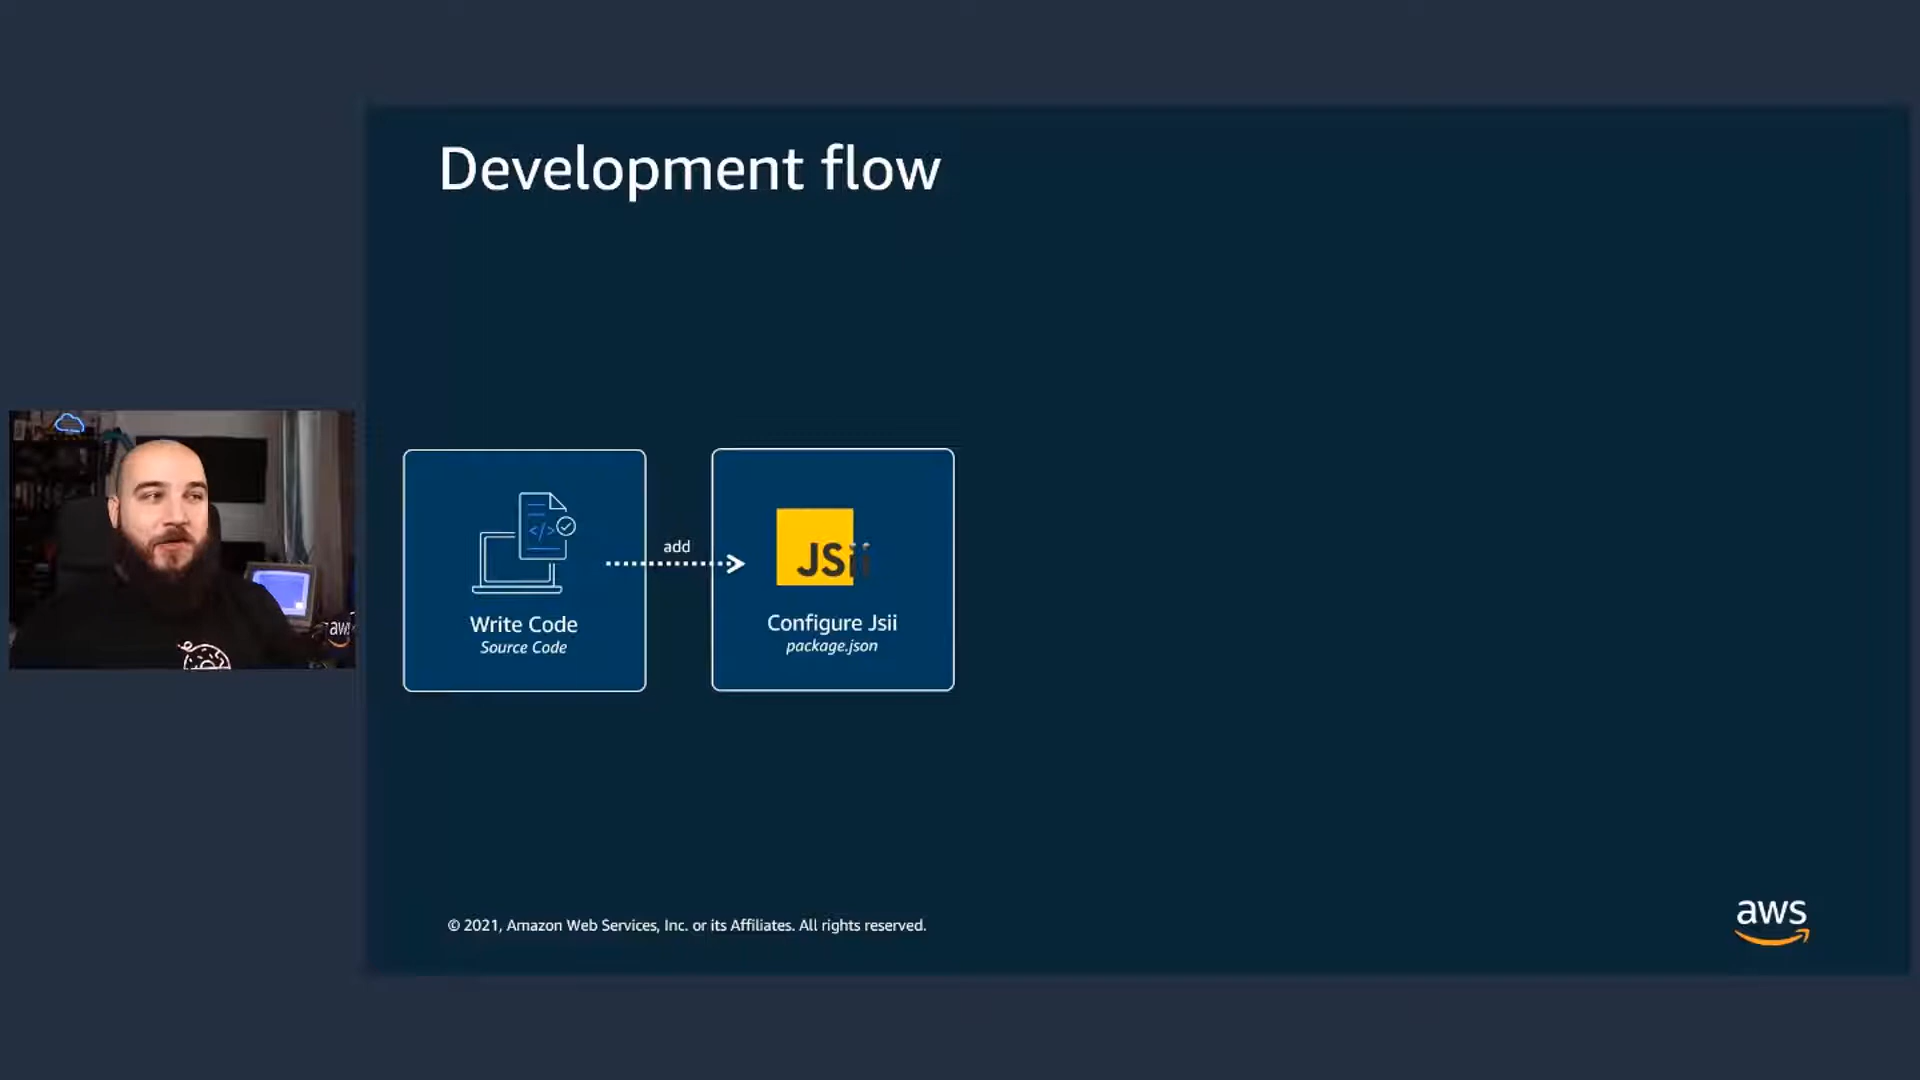 Development flow
</>
add
JSii
Write Code
Source Code
Configure Jsii
package.json
aws
© 2021, Amazon Web Services, Inc. or its Affiliates. All rights reserved.
aws